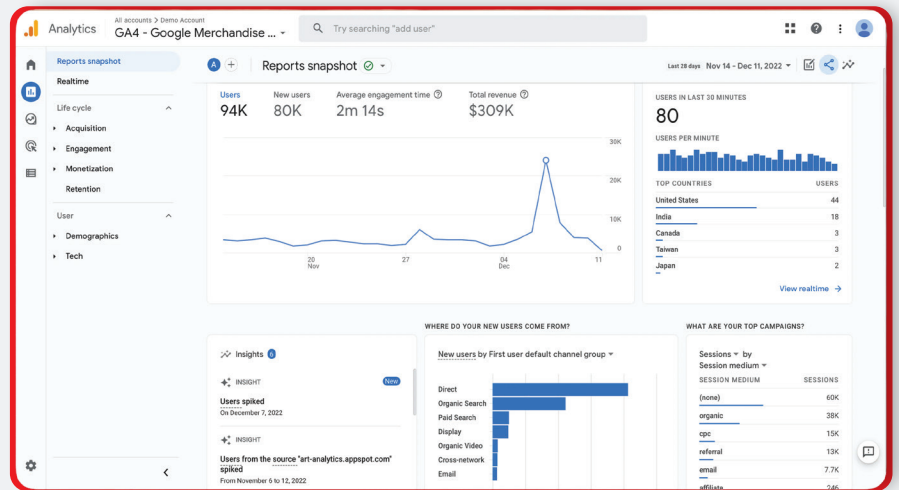 Analytics
All accounts > Demo Account
GA4 - Google Merchandise ...
Try searching "add user"
Reports snapshot
Realtime
Life cycle
Acquisition
Engagement
Monetization
Retention
User
Demographics
Tech
A
Reports snapshot
Last 28 days Nov 14 - Dec 11, 2022
Users
94K
New users
80K
Average engagement time
2m 14s
Total revenue
$309K
30K
20K
10K
0
20
Nov
27
04
Dec
11
USERS IN LAST 30 MINUTES
80
USERS PER MINUTE
TOP COUNTRIES USERS
United States 44
India 18
Canada 3
Taiwan 3
Japan 2
View realtime
Insights 6
INSIGHT New
Users spiked
On December 7, 2022
INSIGHT
Users from the source "art-analytics.appspot.com"
spiked
From November 6 to 12, 2022
WHERE DO YOUR NEW USERS COME FROM?
New users by First user default channel group
Direct
Organic Search
Paid Search
Display
Organic Video
Cross-network
Email
WHAT ARE YOUR TOP CAMPAIGNS?
Sessions by
Session medium
SESSION MEDIUM SESSIONS
(none) 60K
organic 38K
cpc 15K
referral 13K
email 7.7K
affiliate 246